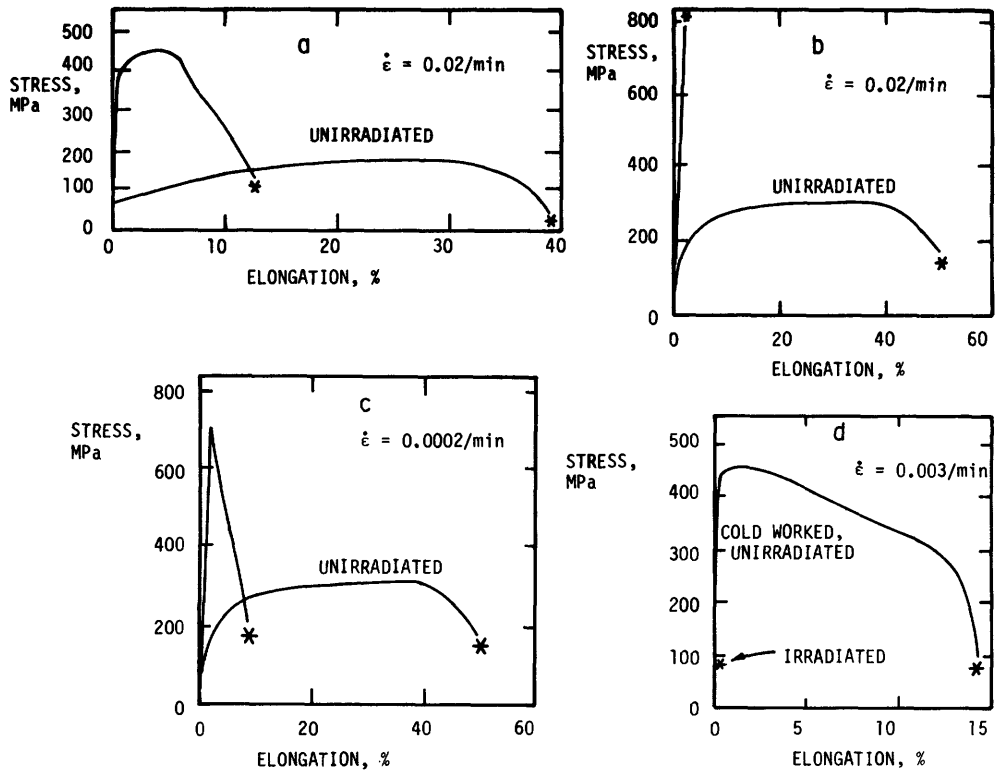 a
STRESS,
MPa
500
400
300
200
100
0
ε̇ = 0.02/min
UNIRRADIATED
0 10 20 30 40
ELONGATION, %
b
STRESS,
MPa
800
600
400
200
0
ε̇ = 0.02/min
UNIRRADIATED
0 20 40 60
ELONGATION, %
c
STRESS,
MPa
800
600
400
200
0
ε̇ = 0.0002/min
UNIRRADIATED
0 20 40 60
ELONGATION, %
d
STRESS,
MPa
500
400
300
200
100
0
ε̇ = 0.003/min
COLD WORKED,
UNIRRADIATED
IRRADIATED
0 5 10 15
ELONGATION, %